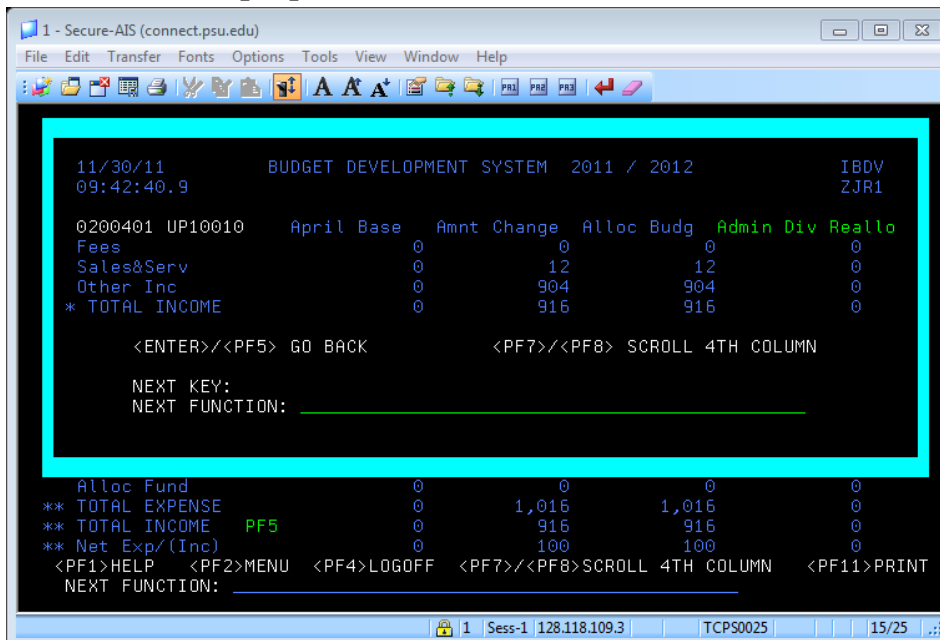 1 - Secure-AIS (connect.psu.edu)
File Edit Transfer Fonts Options Tools View Window Help
PA1 PA2 PA3
11/30/11 BUDGET DEVELOPMENT SYSTEM 2011 / 2012 IBDV
09:42:40.9 ZJR1
0200401 UP10010 April Base Amnt Change Alloc Budg Admin Div Reallo
Fees 0 0 0 0
Sales&Serv 0 12 12 0
Other Inc 0 904 904 0
* TOTAL INCOME 0 916 916 0
<ENTER>/<PF5> GO BACK <PF7>/<PF8> SCROLL 4TH COLUMN
NEXT KEY:
NEXT FUNCTION:
Alloc Fund 0 0 0 0
** TOTAL EXPENSE 0 1,016 1,016 0
** TOTAL INCOME PF5 0 916 916 0
** Net Exp/(Inc) 0 100 100 0
<PF1>HELP <PF2>MENU <PF4>LOGOFF <PF7>/<PF8>SCROLL 4TH COLUMN <PF11>PRINT
NEXT FUNCTION:
1 Sess-1 128.118.109.3 TCPS0025 15/25